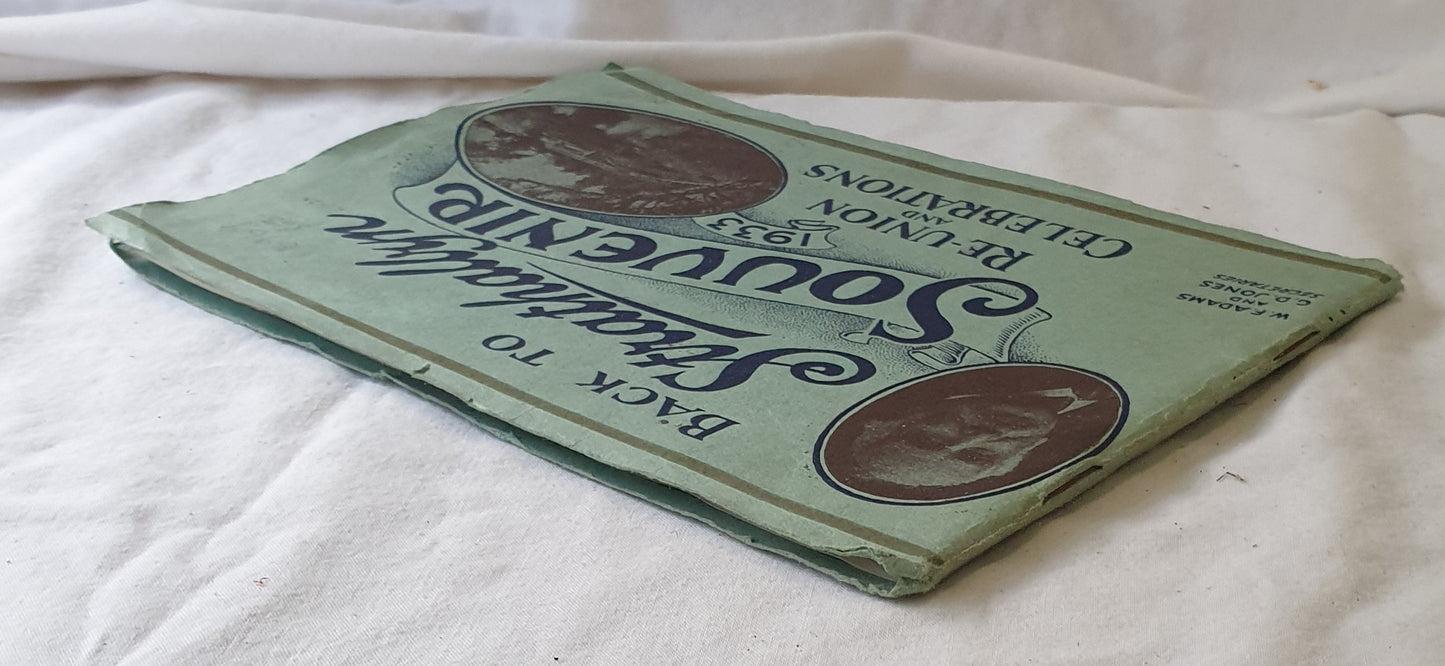 BACK TO
Strathalbyn
SOUVENIR
1933
RE-UNION
AND
CELEBRATIONS
W. F. ADAMS
AND
G. D. JONES
SECRETARIES